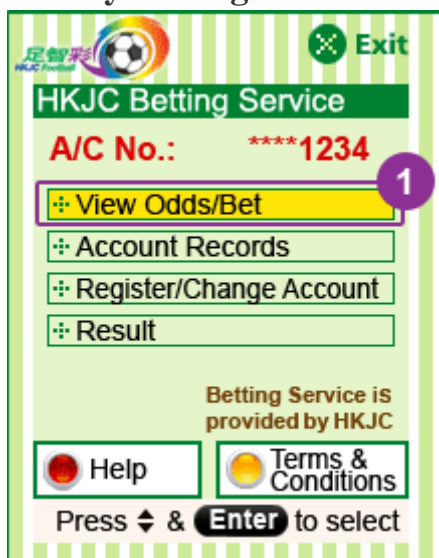 足智彩
HKJC Football
Exit
HKJC Betting Service
A/C No.: ****1234
1
View Odds/Bet
Account Records
Register/Change Account
Result
Betting Service is
provided by HKJC
Help
Terms &
Conditions
Press & Enter to select